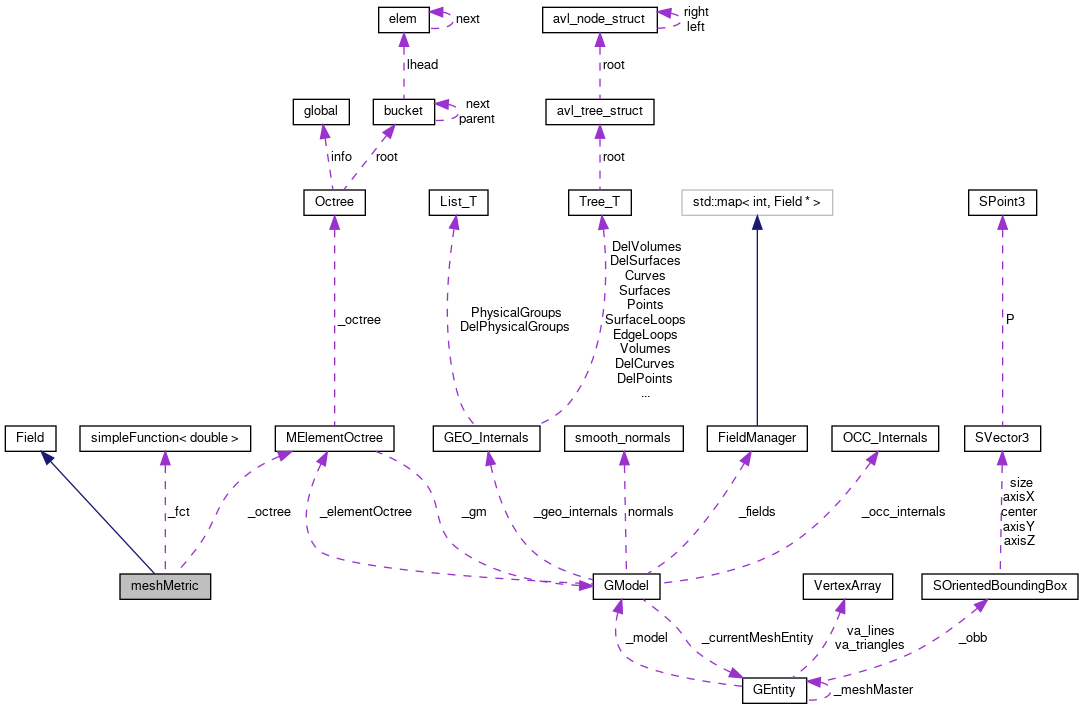 elem
next
avl_node_struct
right
left
lhead
root
global
bucket
next
parent
avl_tree_struct
info
root
root
Octree
List_T
Tree_T
std::map< int, Field * >
SPoint3
_octree
PhysicalGroups
DelPhysicalGroups
DelVolumes
DelSurfaces
Curves
Surfaces
Points
SurfaceLoops
EdgeLoops
Volumes
DelCurves
DelPoints
...
P
Field
simpleFunction< double >
MElementOctree
GEO_Internals
smooth_normals
FieldManager
OCC_Internals
SVector3
_fct
_octree
_elementOctree
_gm
_geo_internals
normals
_fields
_occ_internals
size
axisX
center
axisY
axisZ
meshMetric
GModel
VertexArray
SOrientedBoundingBox
_model
_currentMeshEntity
va_lines
va_triangles
_obb
GEntity
_meshMaster